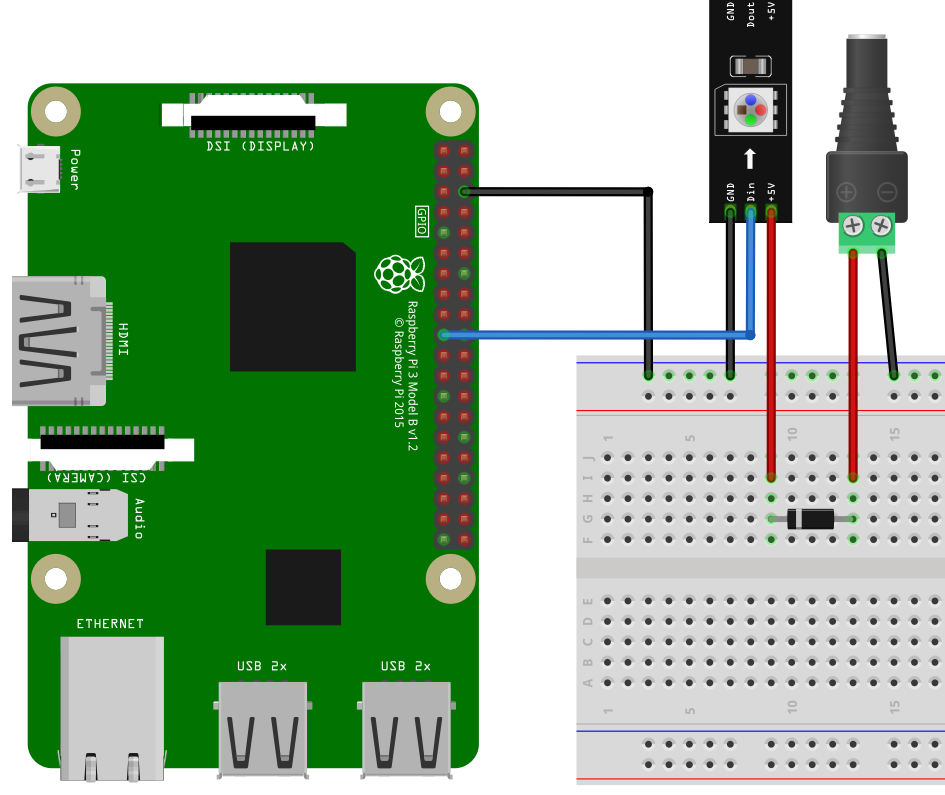 GND
Dout
+5V
DSI (DISPLAY)
Power
GPIO
GND
Din
+5V
+
-
HDMI
Raspberry Pi 3 Model B v1.2
© Raspberry Pi 2015
CSI (CAMERA)
Audio
ETHERNET
USB 2x
USB 2x
1
5
10
15
J
I
H
G
F
E
D
C
B
A
1
5
10
15